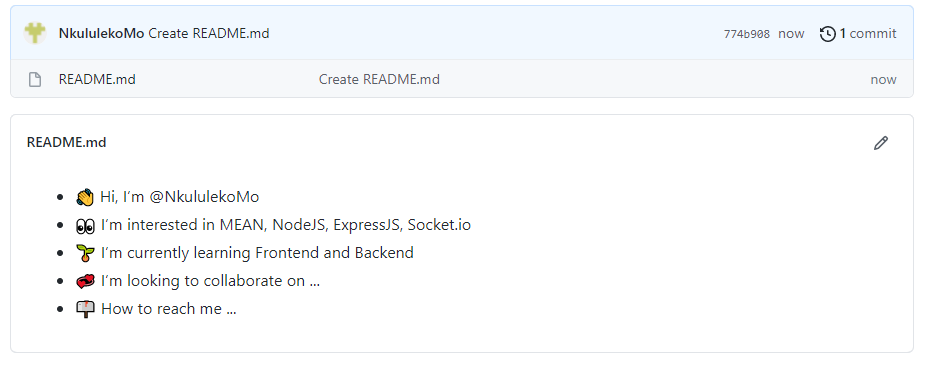 NkululekoMo Create README.md 774b908 now 1 commit
README.md Create README.md now
README.md
👋 Hi, I'm @NkululekoMo
👀 I'm interested in MEAN, NodeJS, ExpressJS, Socket.io
🌱 I'm currently learning Frontend and Backend
💞️ I'm looking to collaborate on ...
📫 How to reach me ...